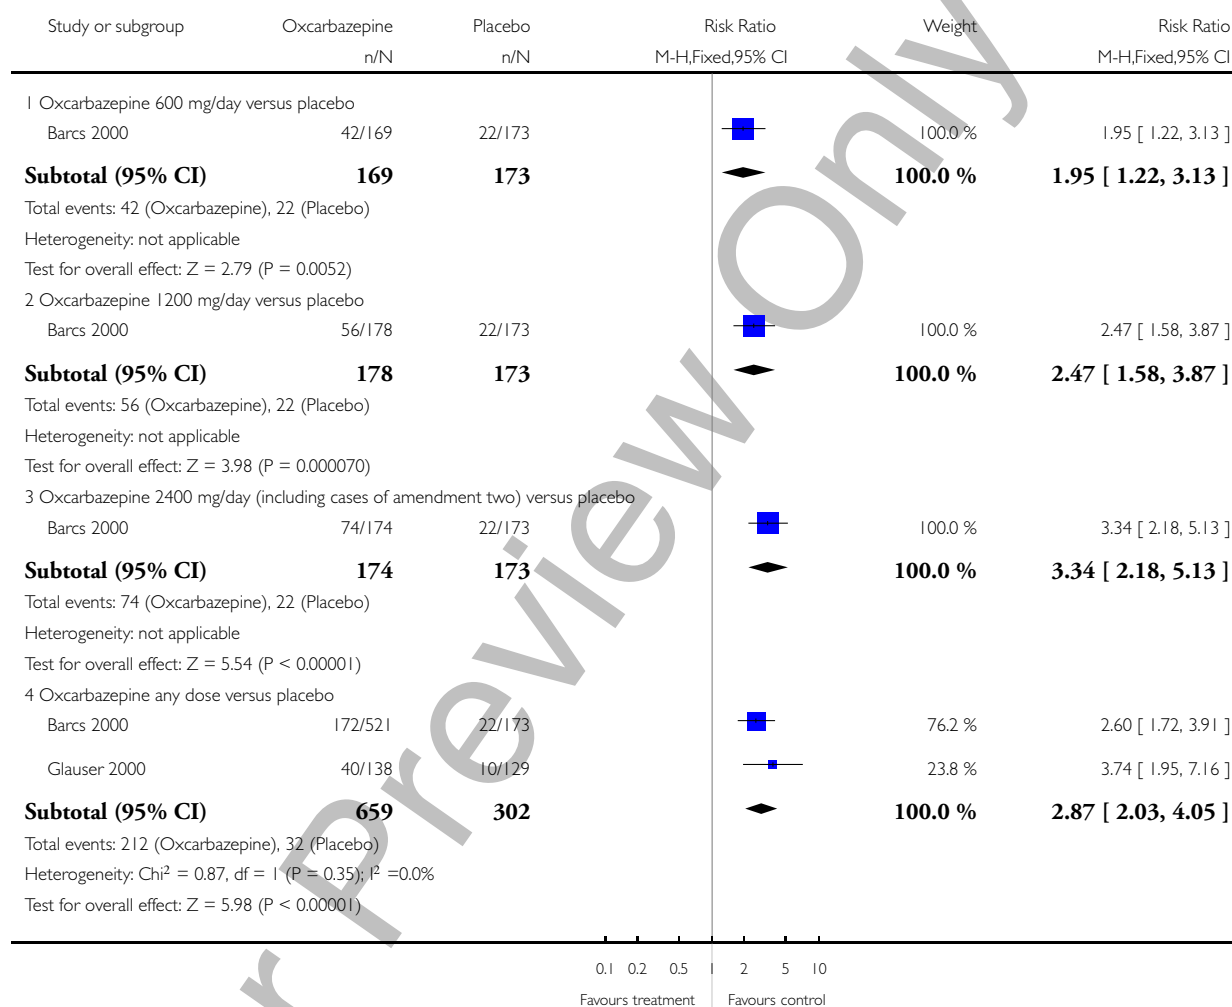 Study or subgroup Oxcarbazepine Placebo Risk Ratio Weight Risk Ratio
n/N n/N M-H,Fixed,95% CI M-H,Fixed,95% CI
1 Oxcarbazepine 600 mg/day versus placebo
Barcs 2000 42/169 22/173 100.0 % 1.95 [ 1.22, 3.13 ]
Subtotal (95% CI) 169 173 100.0 % 1.95 [ 1.22, 3.13 ]
Total events: 42 (Oxcarbazepine), 22 (Placebo)
Heterogeneity: not applicable
Test for overall effect: Z = 2.79 (P = 0.0052)
2 Oxcarbazepine 1200 mg/day versus placebo
Barcs 2000 56/178 22/173 100.0 % 2.47 [ 1.58, 3.87 ]
Subtotal (95% CI) 178 173 100.0 % 2.47 [ 1.58, 3.87 ]
Total events: 56 (Oxcarbazepine), 22 (Placebo)
Heterogeneity: not applicable
Test for overall effect: Z = 3.98 (P = 0.000070)
3 Oxcarbazepine 2400 mg/day (including cases of amendment two) versus placebo
Barcs 2000 74/174 22/173 100.0 % 3.34 [ 2.18, 5.13 ]
Subtotal (95% CI) 174 173 100.0 % 3.34 [ 2.18, 5.13 ]
Total events: 74 (Oxcarbazepine), 22 (Placebo)
Heterogeneity: not applicable
Test for overall effect: Z = 5.54 (P < 0.00001)
4 Oxcarbazepine any dose versus placebo
Barcs 2000 172/521 22/173 76.2 % 2.60 [ 1.72, 3.91 ]
Glauser 2000 40/138 10/129 23.8 % 3.74 [ 1.95, 7.16 ]
Subtotal (95% CI) 659 302 100.0 % 2.87 [ 2.03, 4.05 ]
Total events: 212 (Oxcarbazepine), 32 (Placebo)
Heterogeneity: Chi² = 0.87, df = 1 (P = 0.35); I² =0.0%
Test for overall effect: Z = 5.98 (P < 0.00001)
0.1 0.2 0.5 1 2 5 10
Favours treatment Favours control
Preview Only